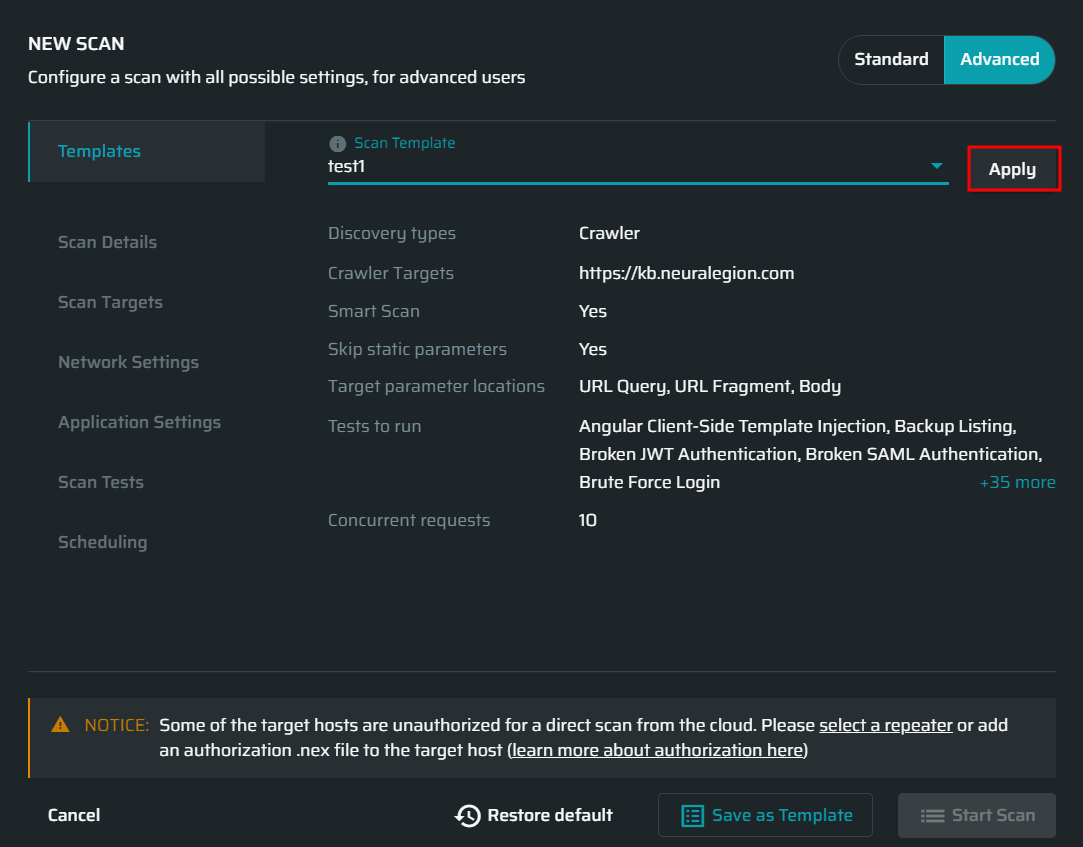 NEW SCAN
Configure a scan with all possible settings, for advanced users
Standard
Advanced
Templates
Scan Details
Scan Targets
Network Settings
Application Settings
Scan Tests
Scheduling
Scan Template
test1
Apply
Discovery types
Crawler
Crawler Targets
https://kb.neuralegion.com
Smart Scan
Yes
Skip static parameters
Yes
Target parameter locations
URL Query, URL Fragment, Body
Tests to run
Angular Client-Side Template Injection, Backup Listing,
Broken JWT Authentication, Broken SAML Authentication,
Brute Force Login
+35 more
Concurrent requests
10
NOTICE: Some of the target hosts are unauthorized for a direct scan from the cloud. Please select a repeater or add
an authorization .nex file to the target host (learn more about authorization here)
Cancel
Restore default
Save as Template
Start Scan